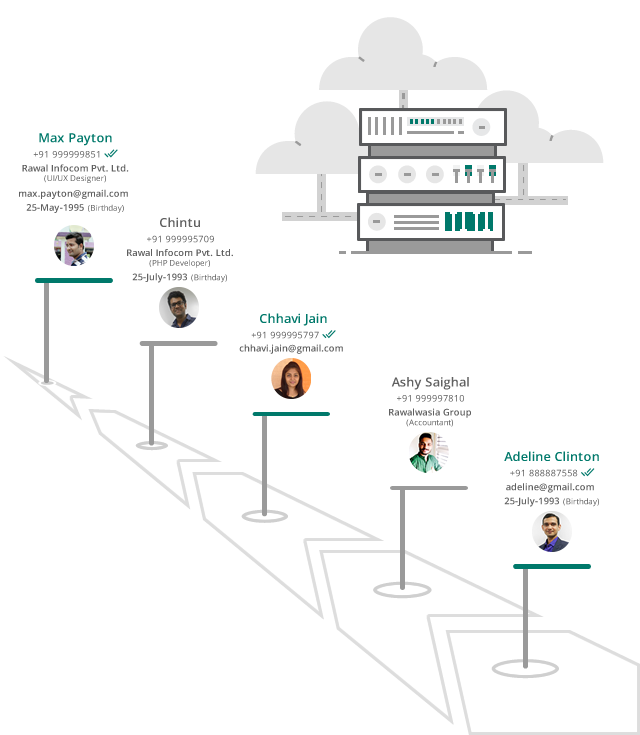 Max Payton
+91 999999851
Rawal Infocom Pvt. Ltd.
(UI/UX Designer)
max.payton@gmail.com
25-May-1995 (Birthday)
Chintu
+91 999995709
Rawal Infocom Pvt. Ltd.
(PHP Developer)
25-July-1993 (Birthday)
Chhavi Jain
+91 999995797
chhavi.jain@gmail.com
Ashy Saighal
+91 999997810
Rawalwasia Group
(Accountant)
Adeline Clinton
+91 888887558
adeline@gmail.com
25-July-1993 (Birthday)